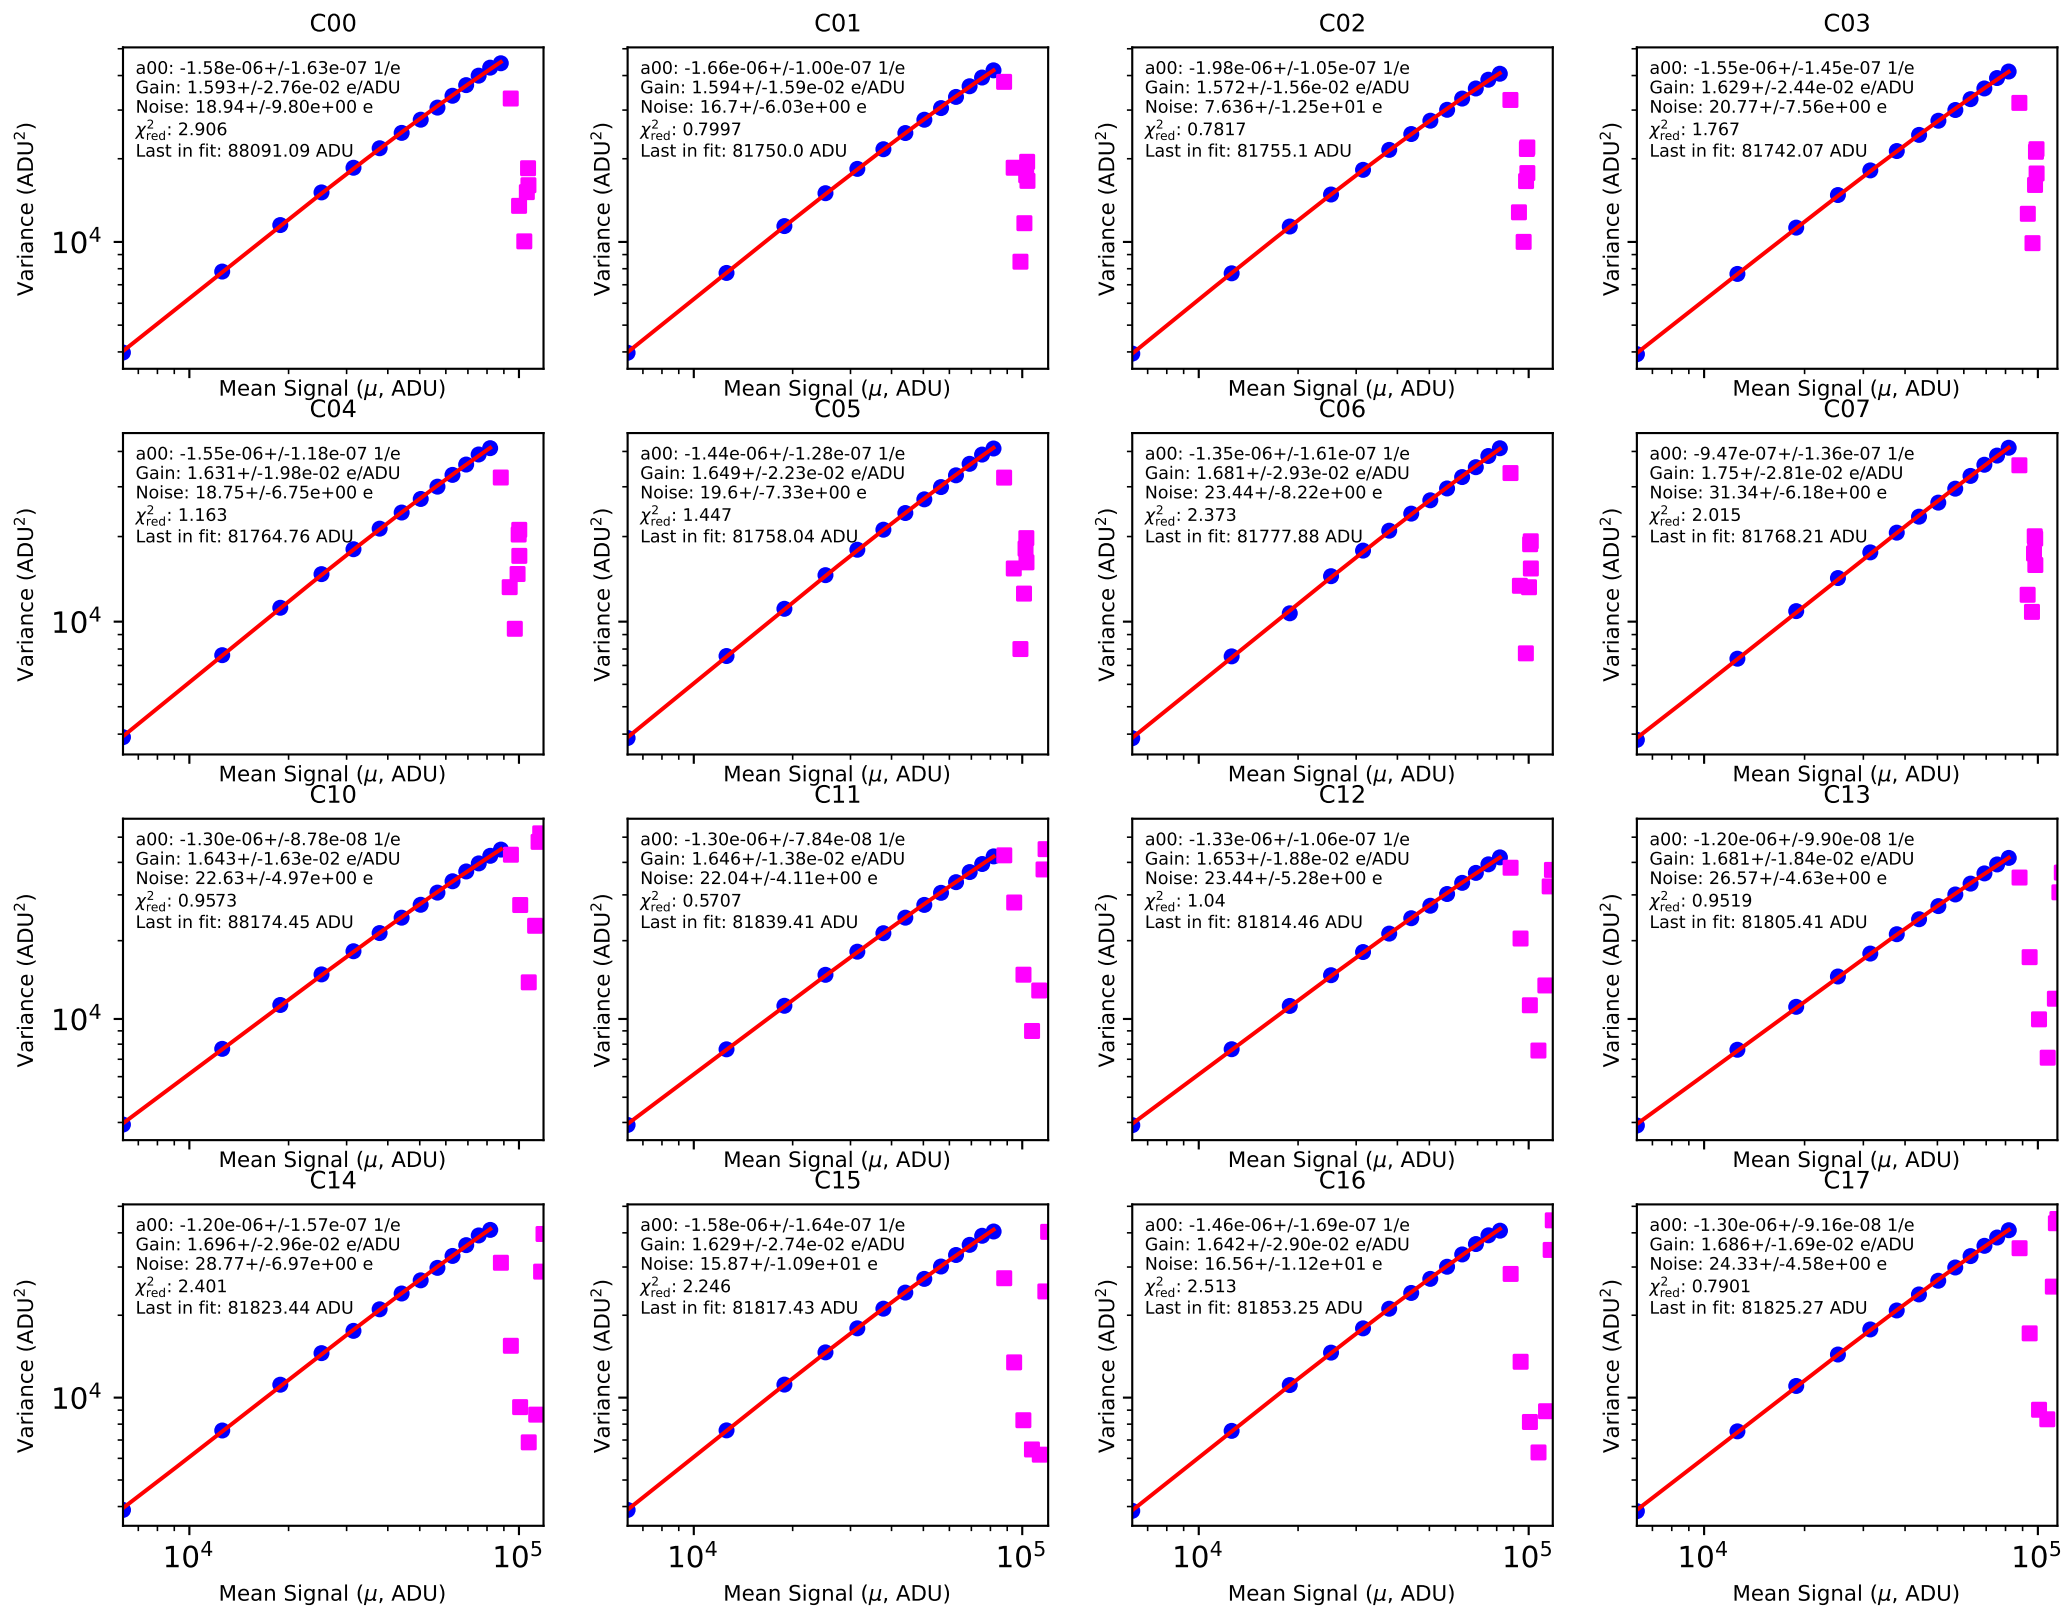 C00
a00: -1.58e-06+/-1.63e-07 1/e
Gain: 1.593+/-2.76e-02 e/ADU
Noise: 18.94+/-9.80e+00 e
χ²red: 2.906
Last in fit: 88091.09 ADU
Variance (ADU²)
10⁴
Mean Signal (μ, ADU)
C01
a00: -1.66e-06+/-1.00e-07 1/e
Gain: 1.594+/-1.59e-02 e/ADU
Noise: 16.7+/-6.03e+00 e
χ²red: 0.7997
Last in fit: 81750.0 ADU
Variance (ADU²)
Mean Signal (μ, ADU)
C02
a00: -1.98e-06+/-1.05e-07 1/e
Gain: 1.572+/-1.56e-02 e/ADU
Noise: 7.636+/-1.25e+01 e
χ²red: 0.7817
Last in fit: 81755.1 ADU
Variance (ADU²)
Mean Signal (μ, ADU)
C03
a00: -1.55e-06+/-1.45e-07 1/e
Gain: 1.629+/-2.44e-02 e/ADU
Noise: 20.77+/-7.56e+00 e
χ²red: 1.767
Last in fit: 81742.07 ADU
Variance (ADU²)
Mean Signal (μ, ADU)
C04
a00: -1.55e-06+/-1.18e-07 1/e
Gain: 1.631+/-1.98e-02 e/ADU
Noise: 18.75+/-6.75e+00 e
χ²red: 1.163
Last in fit: 81764.76 ADU
Variance (ADU²)
10⁴
Mean Signal (μ, ADU)
C05
a00: -1.44e-06+/-1.28e-07 1/e
Gain: 1.649+/-2.23e-02 e/ADU
Noise: 19.6+/-7.33e+00 e
χ²red: 1.447
Last in fit: 81758.04 ADU
Variance (ADU²)
Mean Signal (μ, ADU)
C06
a00: -1.35e-06+/-1.61e-07 1/e
Gain: 1.681+/-2.93e-02 e/ADU
Noise: 23.44+/-8.22e+00 e
χ²red: 2.373
Last in fit: 81777.88 ADU
Variance (ADU²)
Mean Signal (μ, ADU)
C07
a00: -9.47e-07+/-1.36e-07 1/e
Gain: 1.75+/-2.81e-02 e/ADU
Noise: 31.34+/-6.18e+00 e
χ²red: 2.015
Last in fit: 81768.21 ADU
Variance (ADU²)
Mean Signal (μ, ADU)
C10
a00: -1.30e-06+/-8.78e-08 1/e
Gain: 1.643+/-1.63e-02 e/ADU
Noise: 22.63+/-4.97e+00 e
χ²red: 0.9573
Last in fit: 88174.45 ADU
Variance (ADU²)
10⁴
Mean Signal (μ, ADU)
C11
a00: -1.30e-06+/-7.84e-08 1/e
Gain: 1.646+/-1.38e-02 e/ADU
Noise: 22.04+/-4.11e+00 e
χ²red: 0.5707
Last in fit: 81839.41 ADU
Variance (ADU²)
Mean Signal (μ, ADU)
C12
a00: -1.33e-06+/-1.06e-07 1/e
Gain: 1.653+/-1.88e-02 e/ADU
Noise: 23.44+/-5.28e+00 e
χ²red: 1.04
Last in fit: 81814.46 ADU
Variance (ADU²)
Mean Signal (μ, ADU)
C13
a00: -1.20e-06+/-9.90e-08 1/e
Gain: 1.681+/-1.84e-02 e/ADU
Noise: 26.57+/-4.63e+00 e
χ²red: 0.9519
Last in fit: 81805.41 ADU
Variance (ADU²)
Mean Signal (μ, ADU)
C14
a00: -1.20e-06+/-1.57e-07 1/e
Gain: 1.696+/-2.96e-02 e/ADU
Noise: 28.77+/-6.97e+00 e
χ²red: 2.401
Last in fit: 81823.44 ADU
Variance (ADU²)
10⁴
10⁴ 10⁵
Mean Signal (μ, ADU)
C15
a00: -1.58e-06+/-1.64e-07 1/e
Gain: 1.629+/-2.74e-02 e/ADU
Noise: 15.87+/-1.09e+01 e
χ²red: 2.246
Last in fit: 81817.43 ADU
Variance (ADU²)
10⁴ 10⁵
Mean Signal (μ, ADU)
C16
a00: -1.46e-06+/-1.69e-07 1/e
Gain: 1.642+/-2.90e-02 e/ADU
Noise: 16.56+/-1.12e+01 e
χ²red: 2.513
Last in fit: 81853.25 ADU
Variance (ADU²)
10⁴ 10⁵
Mean Signal (μ, ADU)
C17
a00: -1.30e-06+/-9.16e-08 1/e
Gain: 1.686+/-1.69e-02 e/ADU
Noise: 24.33+/-4.58e+00 e
χ²red: 0.7901
Last in fit: 81825.27 ADU
Variance (ADU²)
10⁴ 10⁵
Mean Signal (μ, ADU)